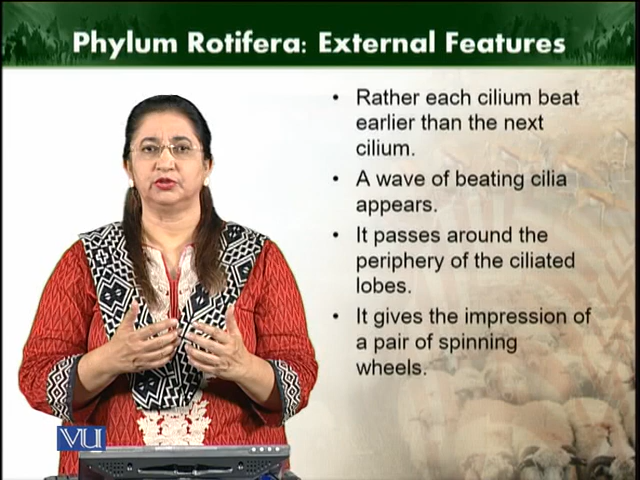 Phylum Rotifera: External Features
• Rather each cilium beat
earlier than the next
cilium.
• A wave of beating cilia
appears.
• It passes around the
periphery of the ciliated
lobes.
• It gives the impression of
a pair of spinning
wheels.
VU